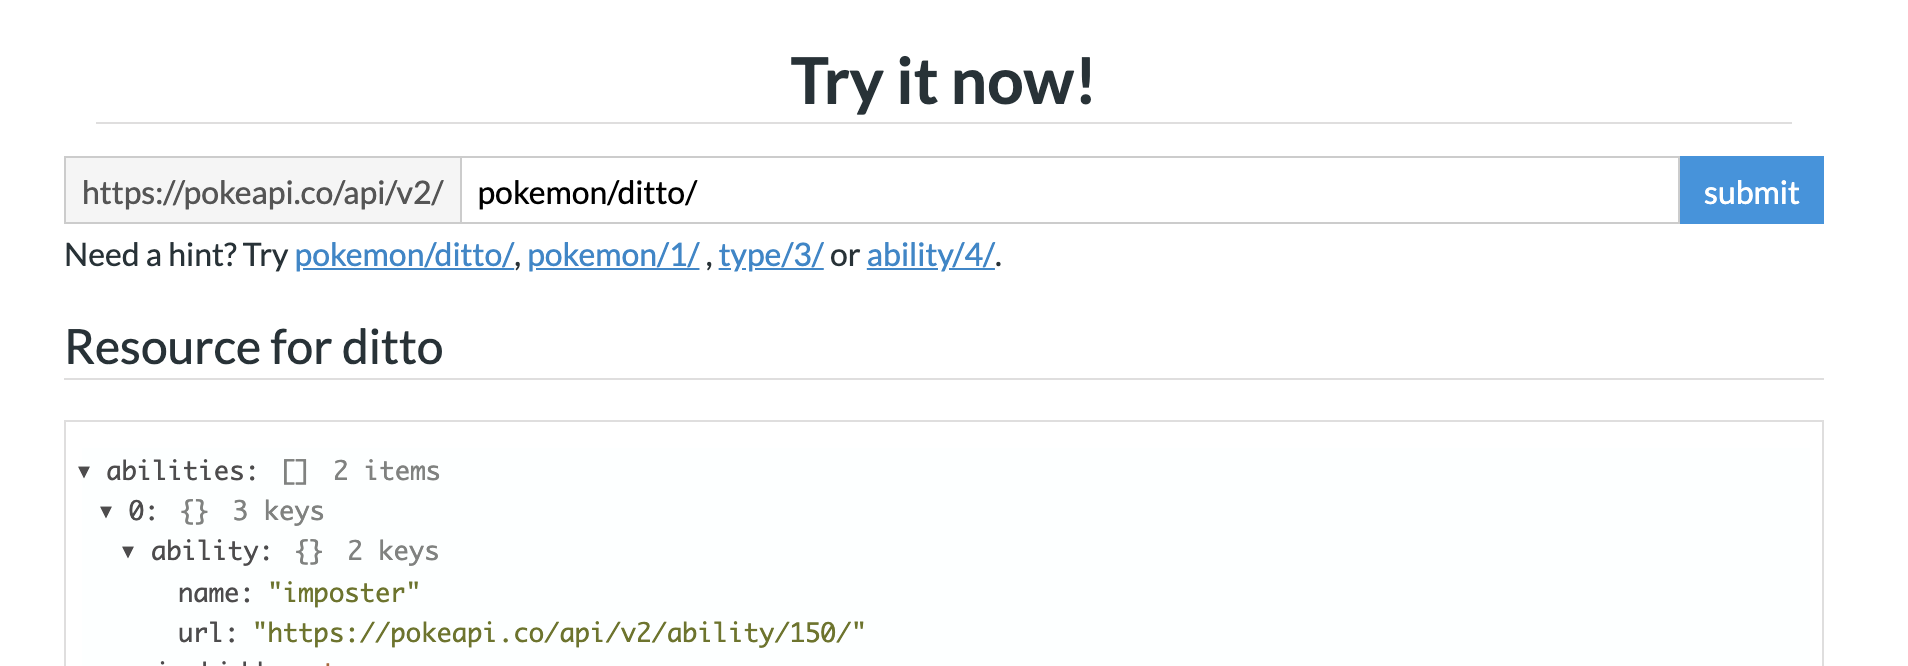 Try it now!
https://pokeapi.co/api/v2/ pokemon/ditto/ submit
Need a hint? Try pokemon/ditto/, pokemon/1/ , type/3/ or ability/4/.
Resource for ditto
▼ abilities: [] 2 items
▼ 0: {} 3 keys
▼ ability: {} 2 keys
name: "imposter"
url: "https://pokeapi.co/api/v2/ability/150/"